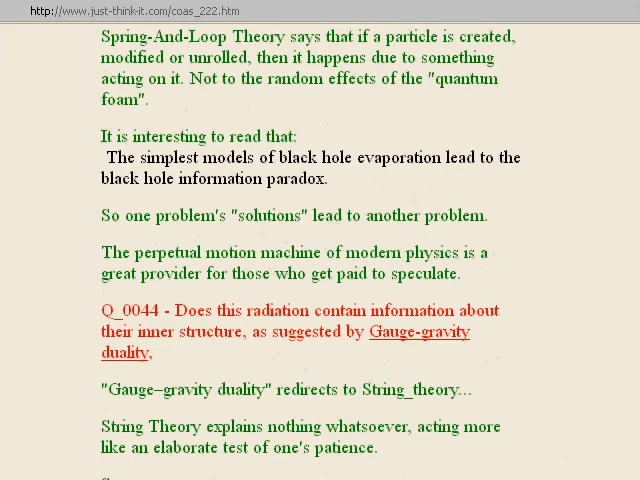 http://www.just-think-it.com/coas_222.htm
Spring-And-Loop Theory says that if a particle is created,
modified or unrolled, then it happens due to something
acting on it. Not to the random effects of the "quantum
foam".
It is interesting to read that:
The simplest models of black hole evaporation lead to the
black hole information paradox.
So one problem's "solutions" lead to another problem.
The perpetual motion machine of modern physics is a
great provider for those who get paid to speculate.
Q_0044 - Does this radiation contain information about
their inner structure, as suggested by Gauge-gravity
duality,
"Gauge–gravity duality" redirects to String_theory...
String Theory explains nothing whatsoever, acting more
like an elaborate test of one's patience.